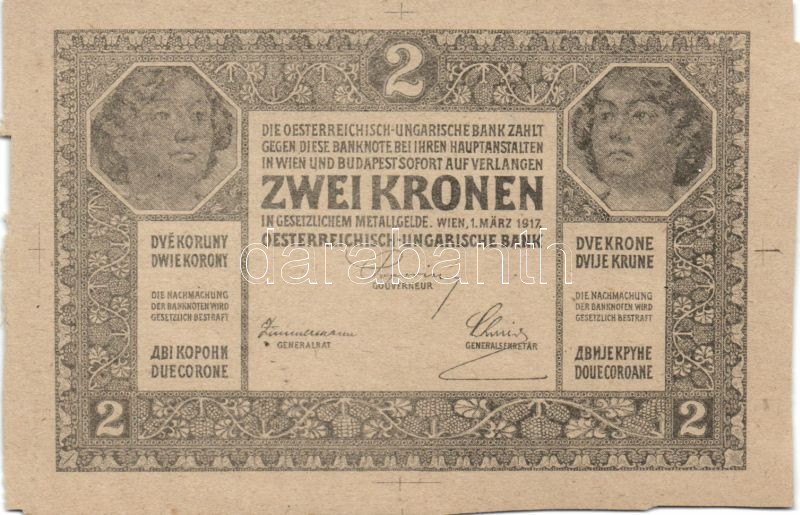 2
DIE OESTERREICHISCH-UNGARISCHE BANK ZAHLT
GEGEN DIESE BANKNOTE BEI IHREN HAUPTANSTALTEN
IN WIEN UND BUDAPEST SOFORT AUF VERLANGEN
ZWEI KRONEN
IN GESETZLICHEM METALLGELDE. WIEN, 1. MÄRZ 1917.
OESTERREICHISCH-UNGARISCHE BANK
GOUVERNEUR
Zimmermann
GENERALRAT
GENERALSEKRETÄR
DVĚ KORUNY
DWIE KORONY
DIE NACHMACHUNG
DER BANKNOTEN WIRD
GESETZLICH BESTRAFT
ДВІ КОРОНИ
DUE CORONE
DVE KRONE
DVIJE KRUNE
DIE NACHMACHUNG
DER BANKNOTEN WIRD
GESETZLICH BESTRAFT
ДВИЈЕ КРУНЕ
DOUE COROANE
2
2
darabanth